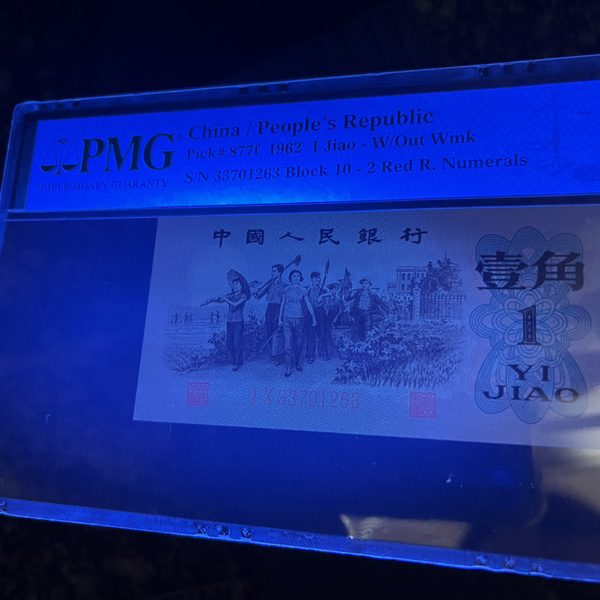 PMG
PAPER MONEY GUARANTY
China / People's Republic
Pick# 877f 1962 1 Jiao - W/Out Wmk
S/N 33701263 Block 10 - 2 Red R. Numerals
中國人民銀行
壹角
1
YI
JIAO
I X 33701263